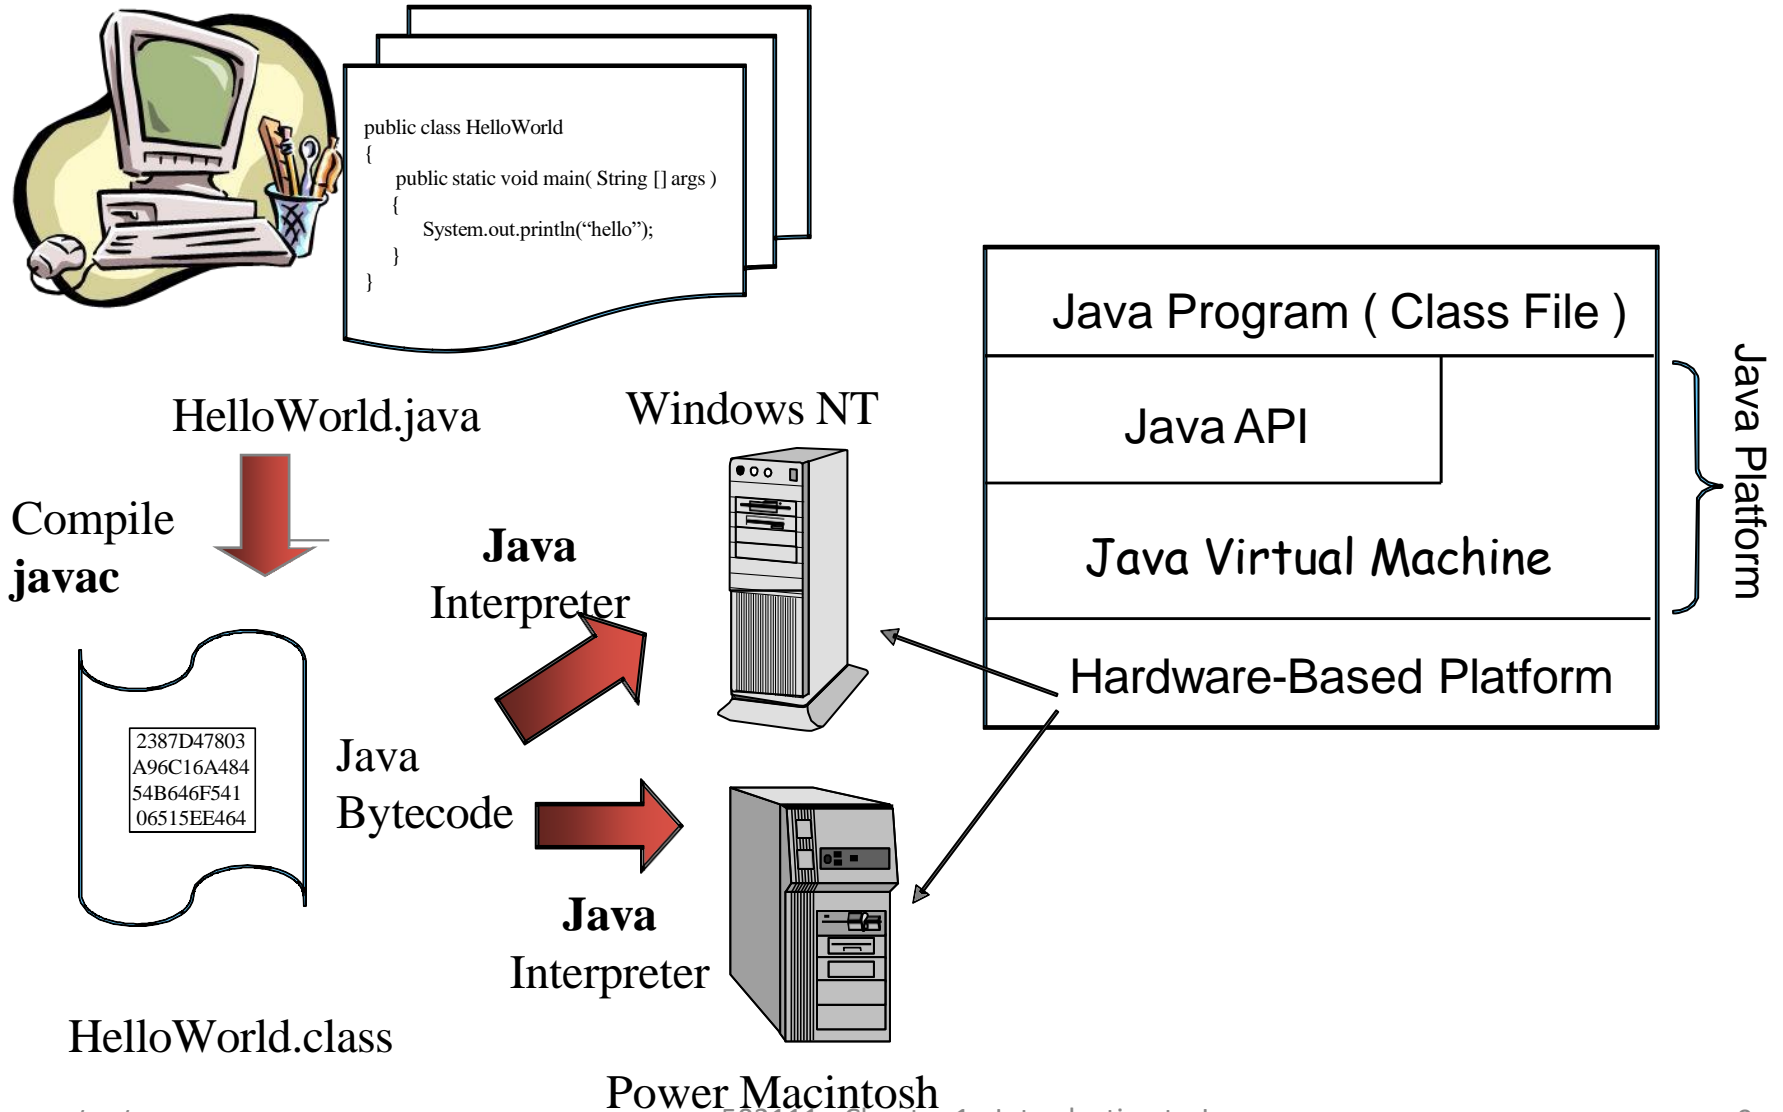 public class HelloWorld
{
public static void main( String [] args )
{
System.out.println(“hello”);
}
}
HelloWorld.java
Compile
javac
2387D47803
A96C16A484
54B646F541
06515EE464
Java
Bytecode
HelloWorld.class
Java
Interpreter
Windows NT
Java
Interpreter
Power Macintosh
Java Program ( Class File )
Java API
Java Virtual Machine
Hardware-Based Platform
Java Platform